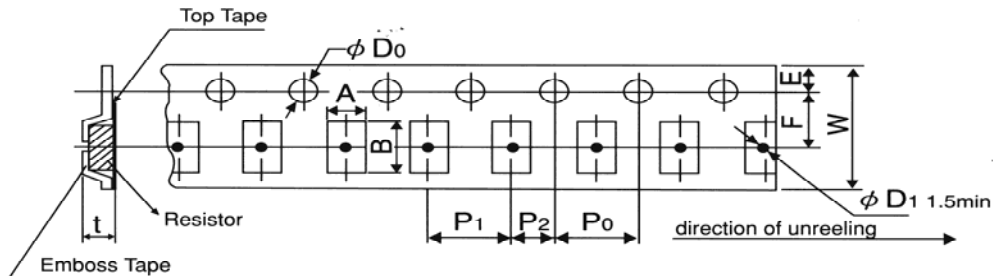 Top Tape
φ D0
A
B
E
F
W
t
Resistor
P1
P2
P0
φ D1 1.5min
direction of unreeling
Emboss Tape